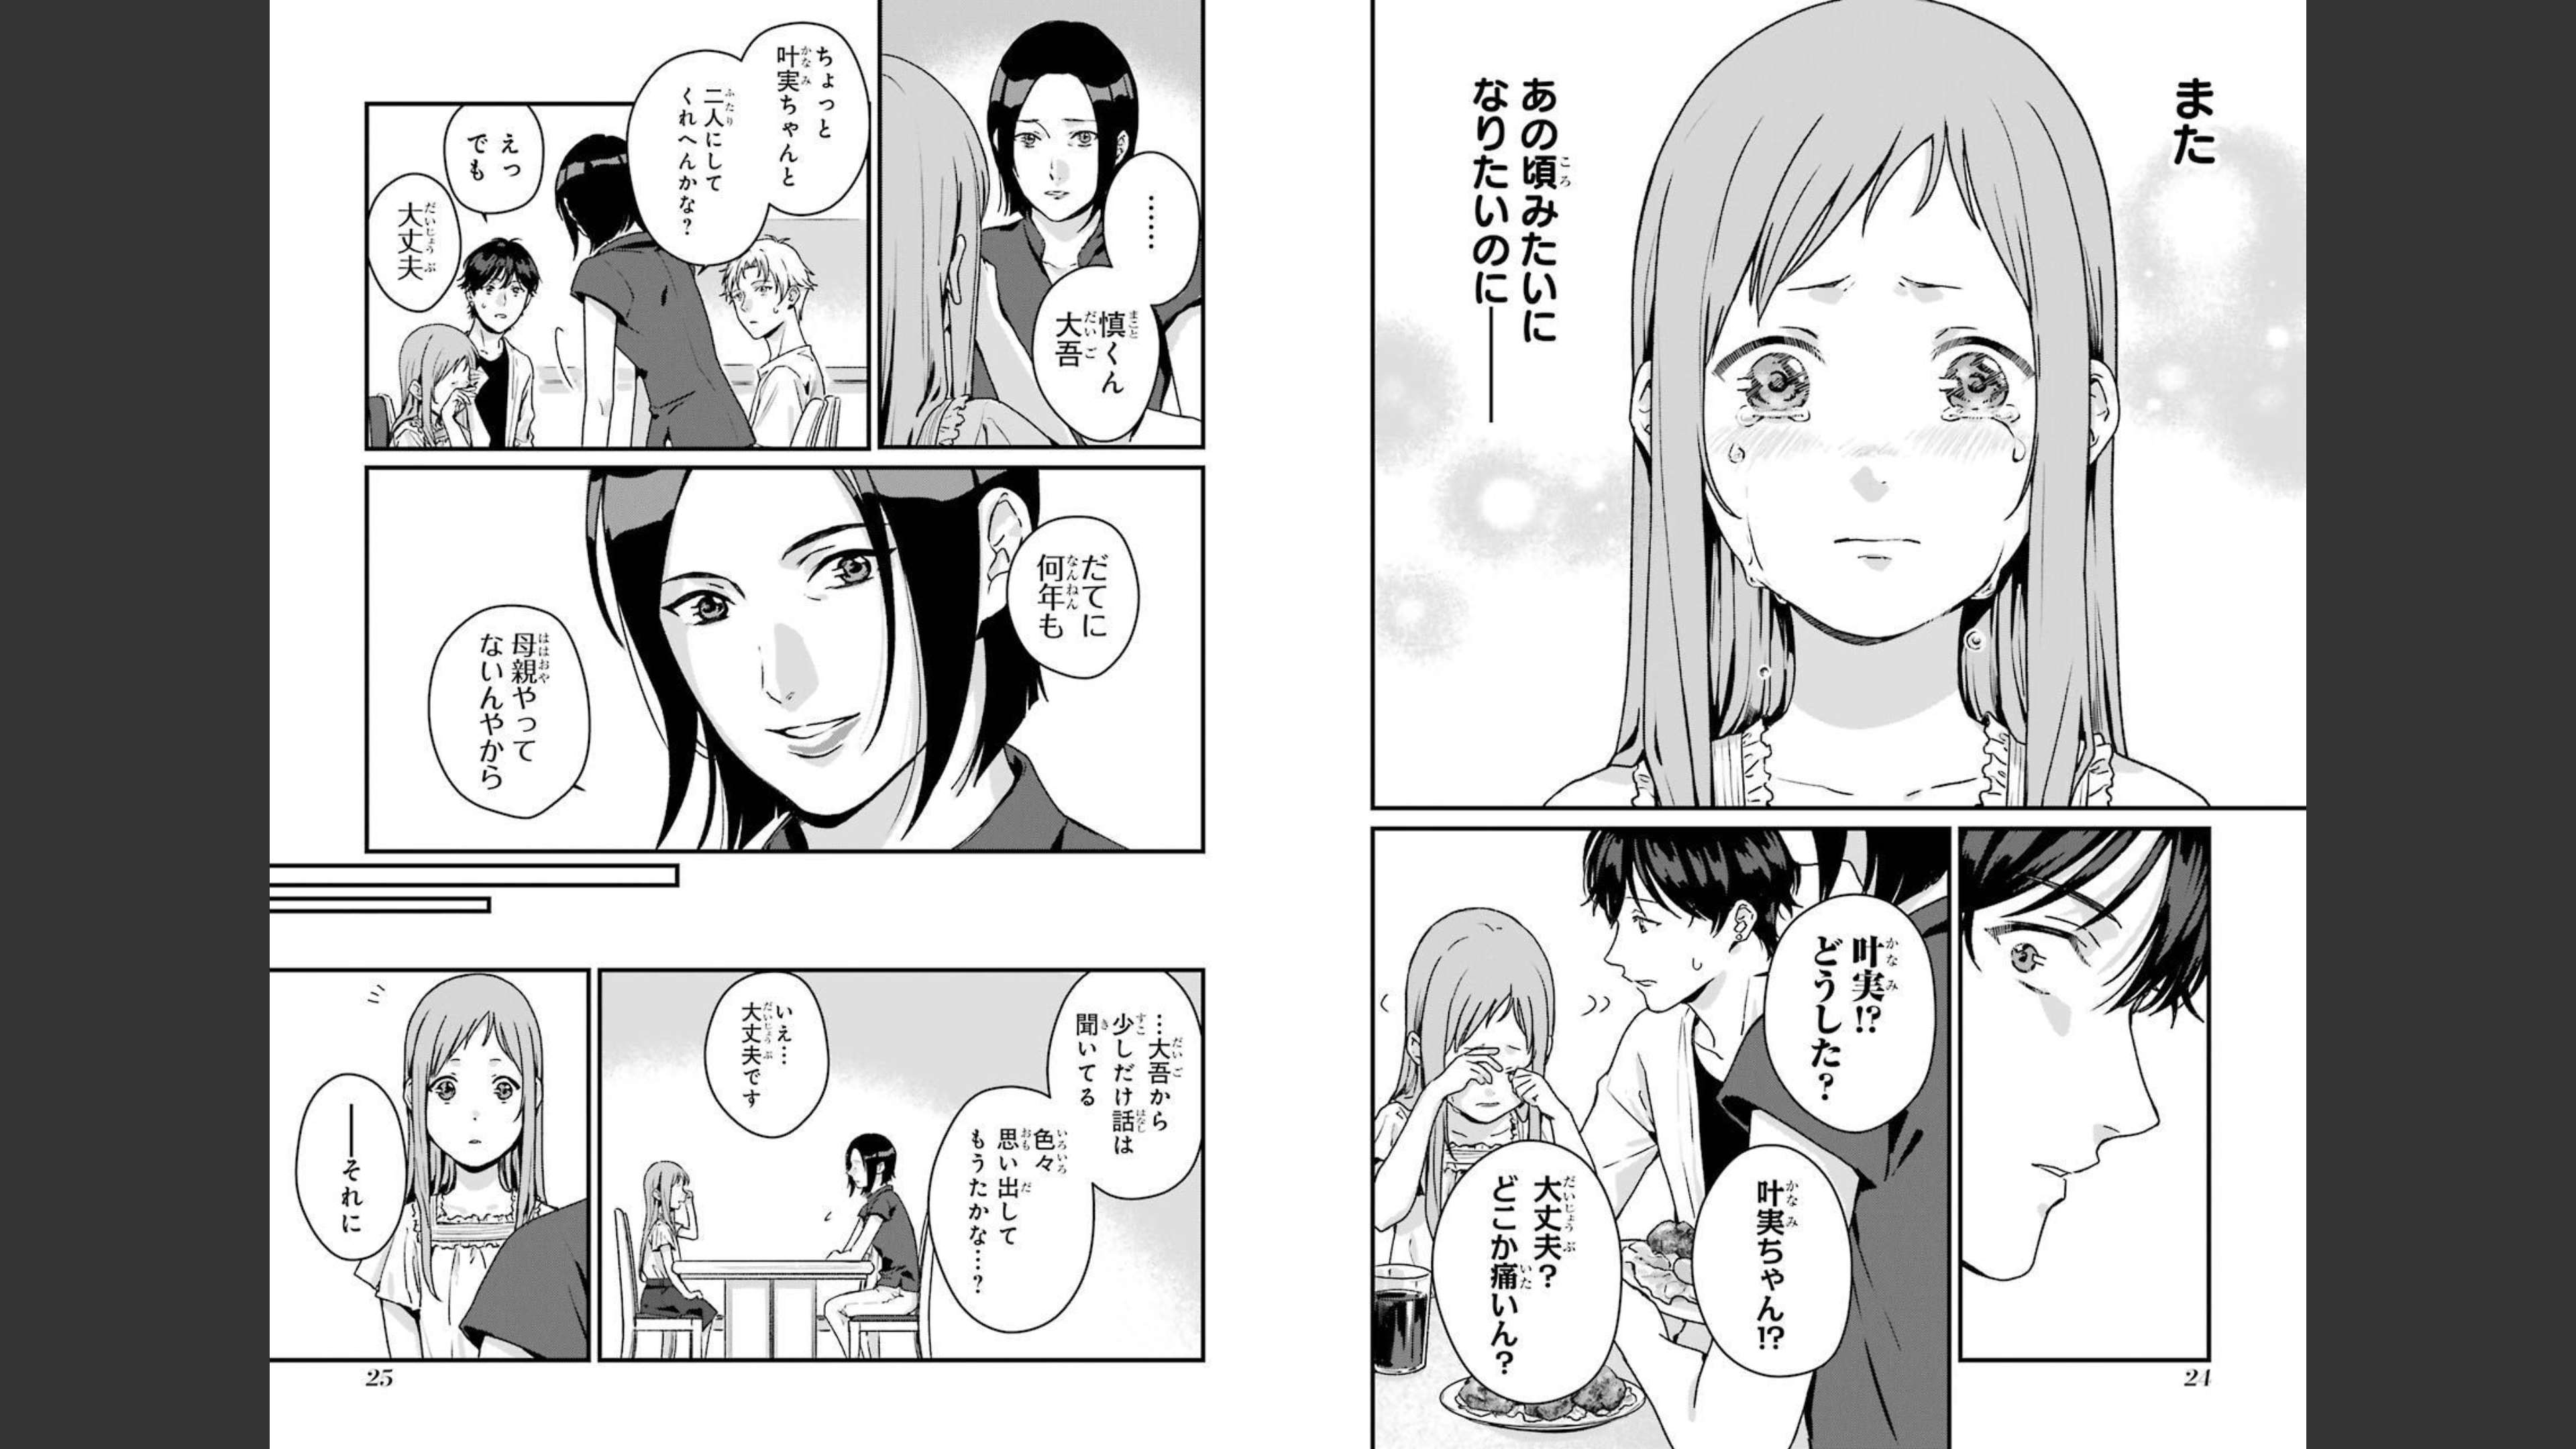 また
あの頃みたいに
なりたいのに――
叶実!?
どうした?
叶実ちゃん!?
大丈夫?
どこか痛いん?
24
……
慎くん
大吾
ちょっと
叶実ちゃんと
二人にして
くれへんかな?
えっ
でも
大丈夫
だてに
何年も
母親やって
ないんやから
…大吾から
少しだけ話は
聞いてる
色々
思い出して
もうたかな…?
いえ…
大丈夫です
―それに
25